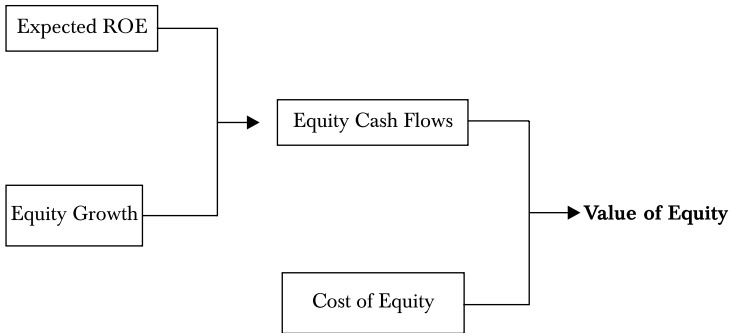 Expected ROE
Equity Cash Flows
Equity Growth
Value of Equity
Cost of Equity